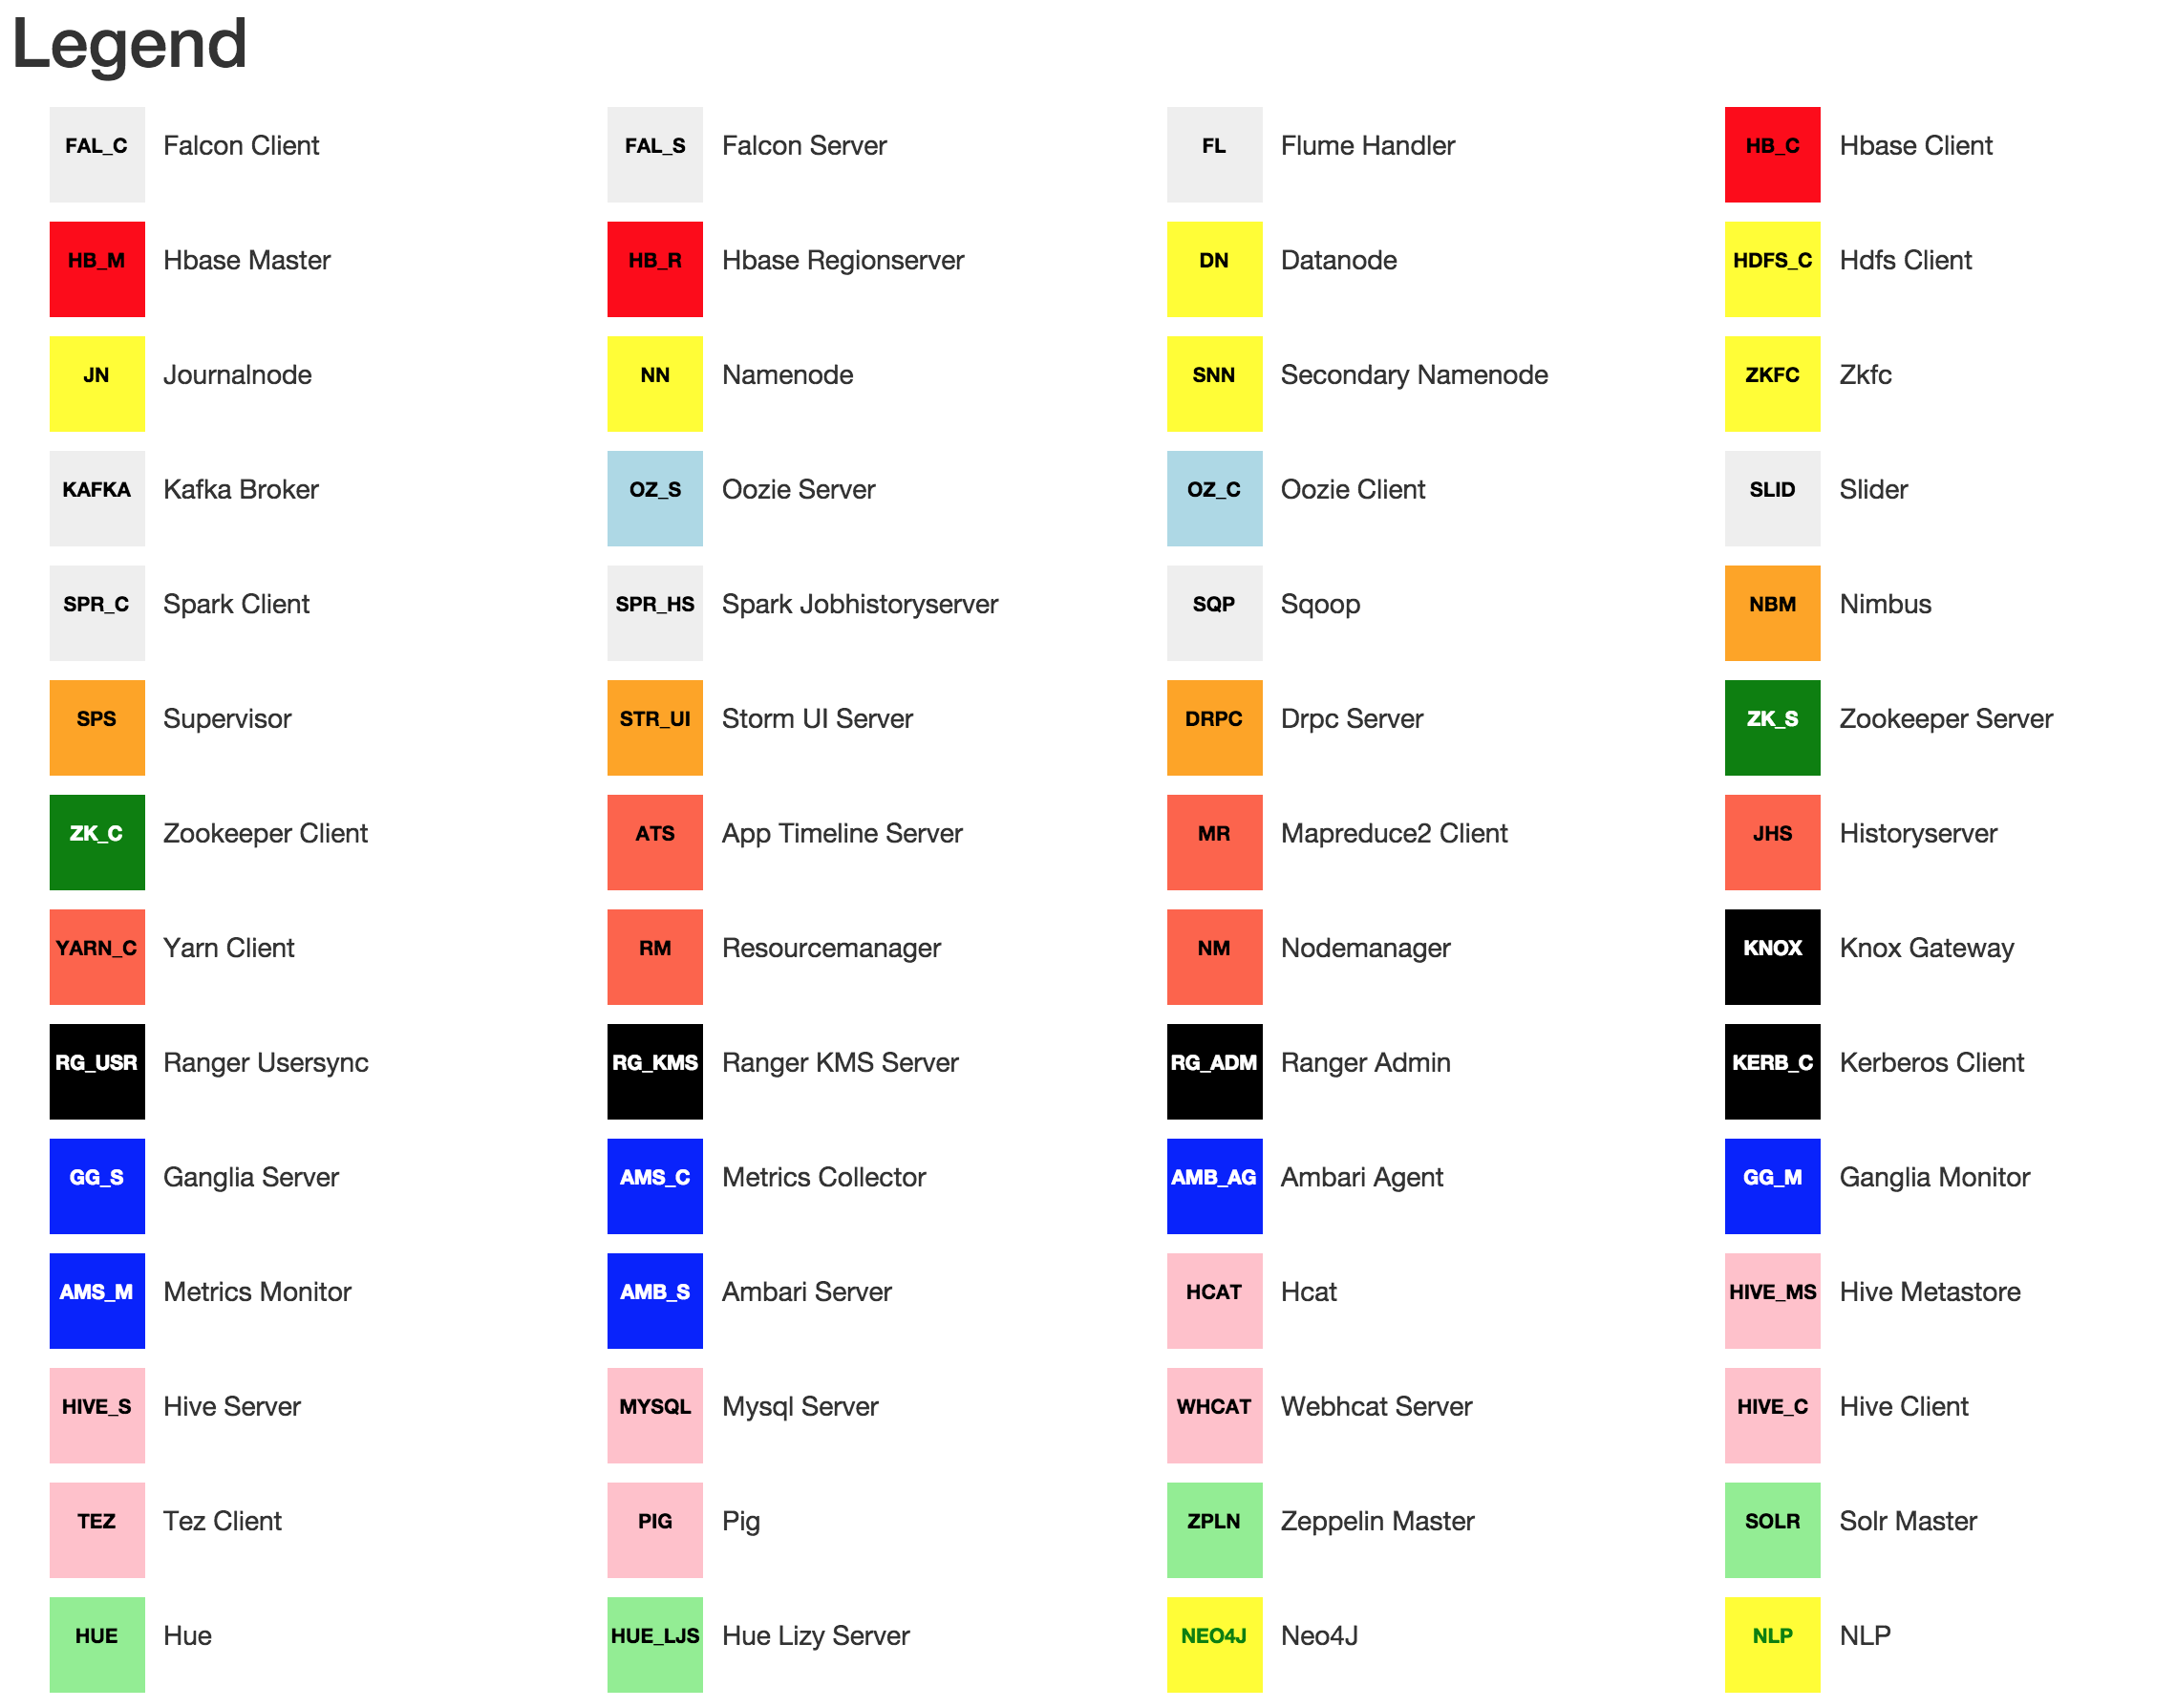 Legend
FAL_C Falcon Client FAL_S Falcon Server FL Flume Handler HB_C Hbase Client
HB_M Hbase Master HB_R Hbase Regionserver DN Datanode HDFS_C Hdfs Client
JN Journalnode NN Namenode SNN Secondary Namenode ZKFC Zkfc
KAFKA Kafka Broker OZ_S Oozie Server OZ_C Oozie Client SLID Slider
SPR_C Spark Client SPR_HS Spark Jobhistoryserver SQP Sqoop NBM Nimbus
SPS Supervisor STR_UI Storm UI Server DRPC Drpc Server ZK_S Zookeeper Server
ZK_C Zookeeper Client ATS App Timeline Server MR Mapreduce2 Client JHS Historyserver
YARN_C Yarn Client RM Resourcemanager NM Nodemanager KNOX Knox Gateway
RG_USR Ranger Usersync RG_KMS Ranger KMS Server RG_ADM Ranger Admin KERB_C Kerberos Client
GG_S Ganglia Server AMS_C Metrics Collector AMB_AG Ambari Agent GG_M Ganglia Monitor
AMS_M Metrics Monitor AMB_S Ambari Server HCAT Hcat HIVE_MS Hive Metastore
HIVE_S Hive Server MYSQL Mysql Server WHCAT Webhcat Server HIVE_C Hive Client
TEZ Tez Client PIG Pig ZPLN Zeppelin Master SOLR Solr Master
HUE Hue HUE_LJS Hue Lizy Server NEO4J Neo4J NLP NLP